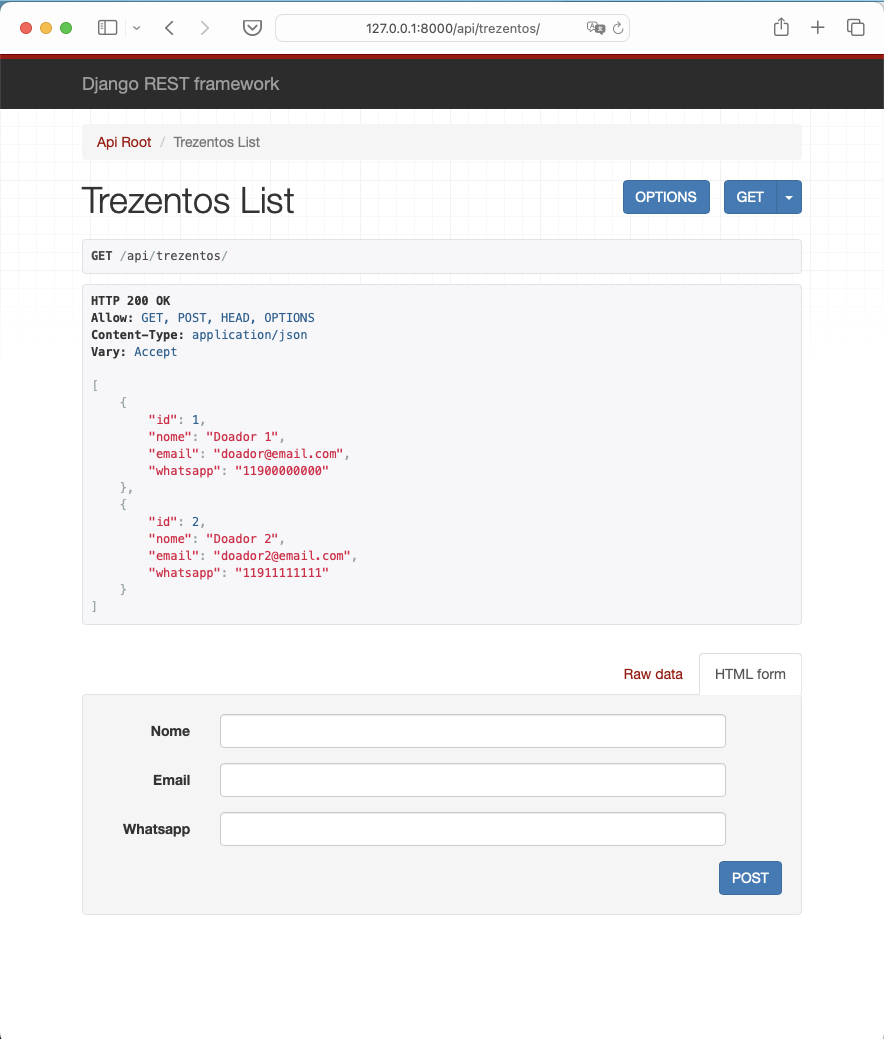 127.0.0.1:8000/api/trezentos/
Django REST framework
Api Root / Trezentos List
Trezentos List
OPTIONS
GET
GET /api/trezentos/
HTTP 200 OK
Allow: GET, POST, HEAD, OPTIONS
Content-Type: application/json
Vary: Accept
[
    {
        "id": 1,
        "nome": "Doador 1",
        "email": "doador@email.com",
        "whatsapp": "11900000000"
    },
    {
        "id": 2,
        "nome": "Doador 2",
        "email": "doador2@email.com",
        "whatsapp": "11911111111"
    }
]
Raw data
HTML form
Nome
Email
Whatsapp
POST